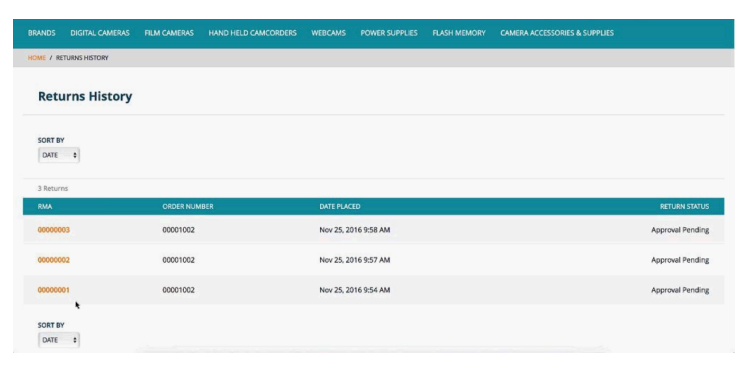 BRANDS DIGITAL CAMERAS FILM CAMERAS HAND HELD CAMCORDERS WEBCAMS POWER SUPPLIES FLASH MEMORY CAMERA ACCESSORIES & SUPPLIES
HOME / RETURNS HISTORY
Returns History
SORT BY
DATE
3 Returns
RMA ORDER NUMBER DATE PLACED RETURN STATUS
00000003 00001002 Nov 25, 2016 9:58 AM Approval Pending
00000002 00001002 Nov 25, 2016 9:57 AM Approval Pending
00000001 00001002 Nov 25, 2016 9:54 AM Approval Pending
SORT BY
DATE